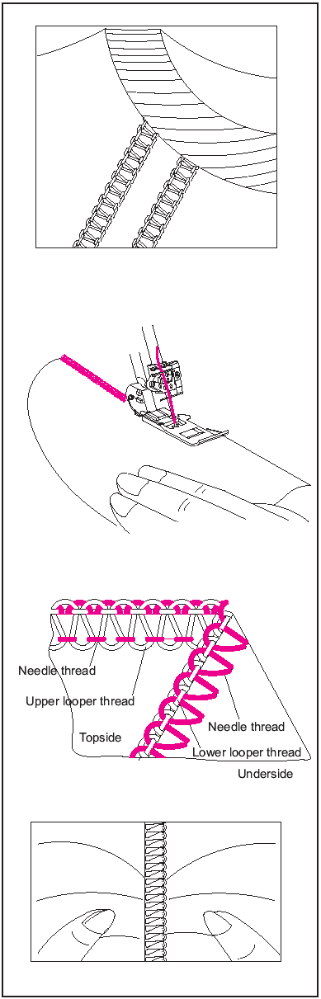 Needle thread
Upper looper thread
Needle thread
Topside
Lower looper thread
Underside